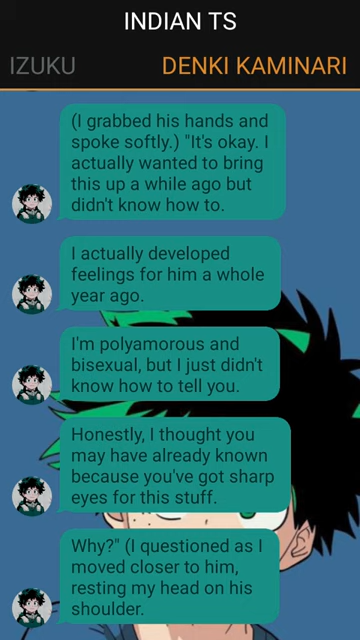 INDIAN TS
IZUKU DENKI KAMINARI
(I grabbed his hands and
spoke softly.) "It's okay. I
actually wanted to bring
this up a while ago but
didn't know how to.
I actually developed
feelings for him a whole
year ago.
I'm polyamorous and
bisexual, but I just didn't
know how to tell you.
Honestly, I thought you
may have already known
because you've got sharp
eyes for this stuff.
Why?" (I questioned as I
moved closer to him,
resting my head on his
shoulder.